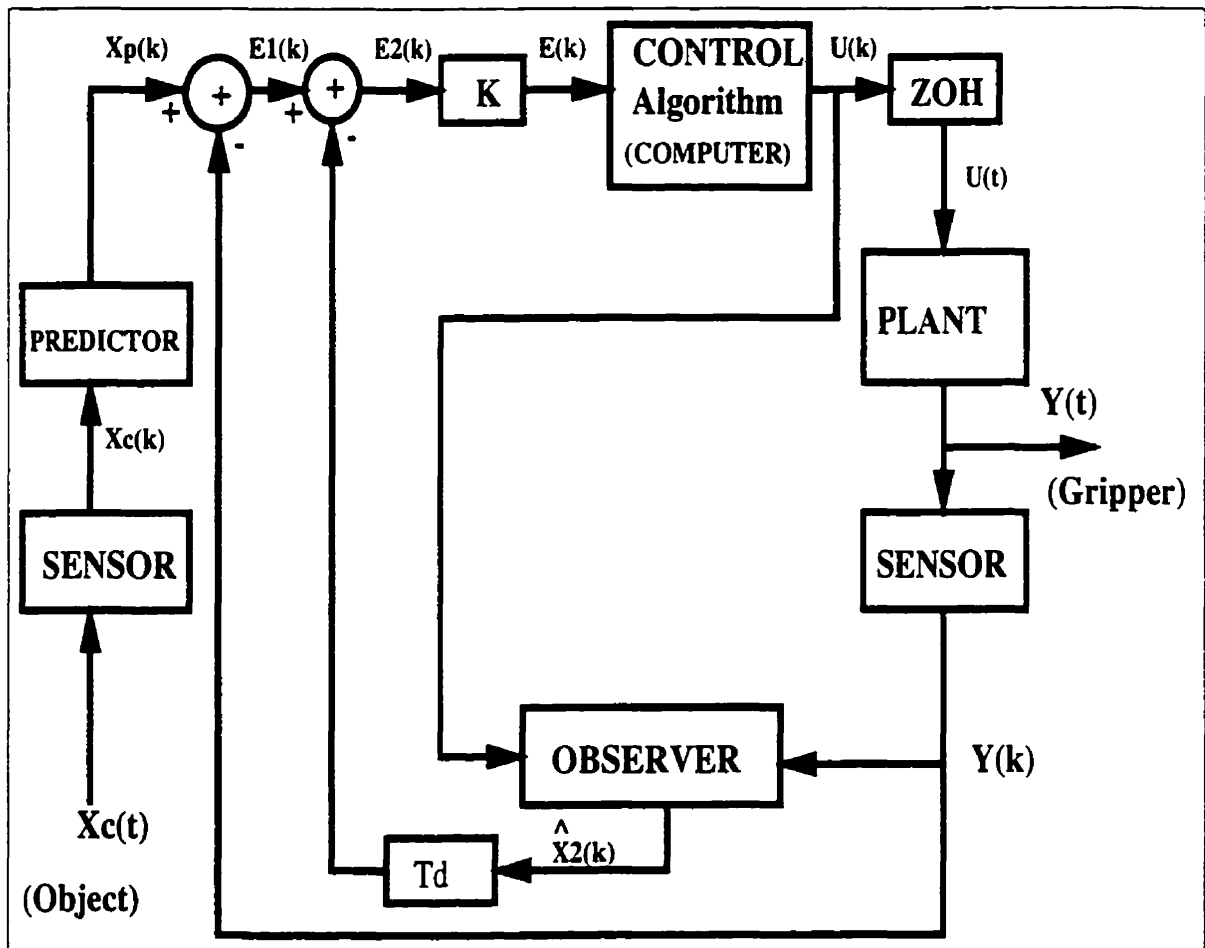 Xp(k)
E1(k)
E2(k)
E(k)
CONTROL
Algorithm
(COMPUTER)
U(k)
+
+
K
ZOH
+
+
-
-
U(t)
PREDICTOR
PLANT
Xc(k)
Y(t)
(Gripper)
SENSOR
SENSOR
OBSERVER
Y(k)
Xc(t)
^
X2(k)
Td
(Object)